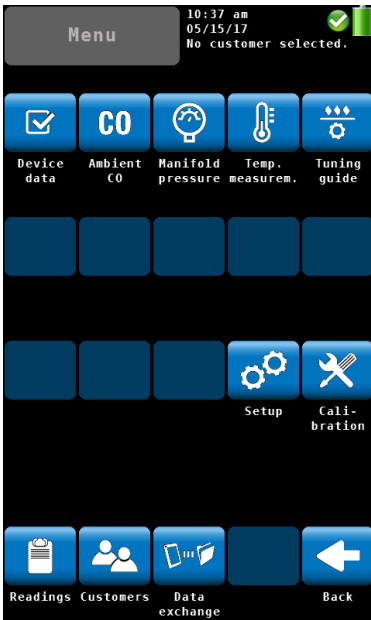 Menu
10:37 am
05/15/17
No customer selected.
CO
Device
data
Ambient
CO
Manifold
pressure
Temp.
measurem.
Tuning
guide
Setup
Cali-
bration
Readings
Customers
Data
exchange
Back